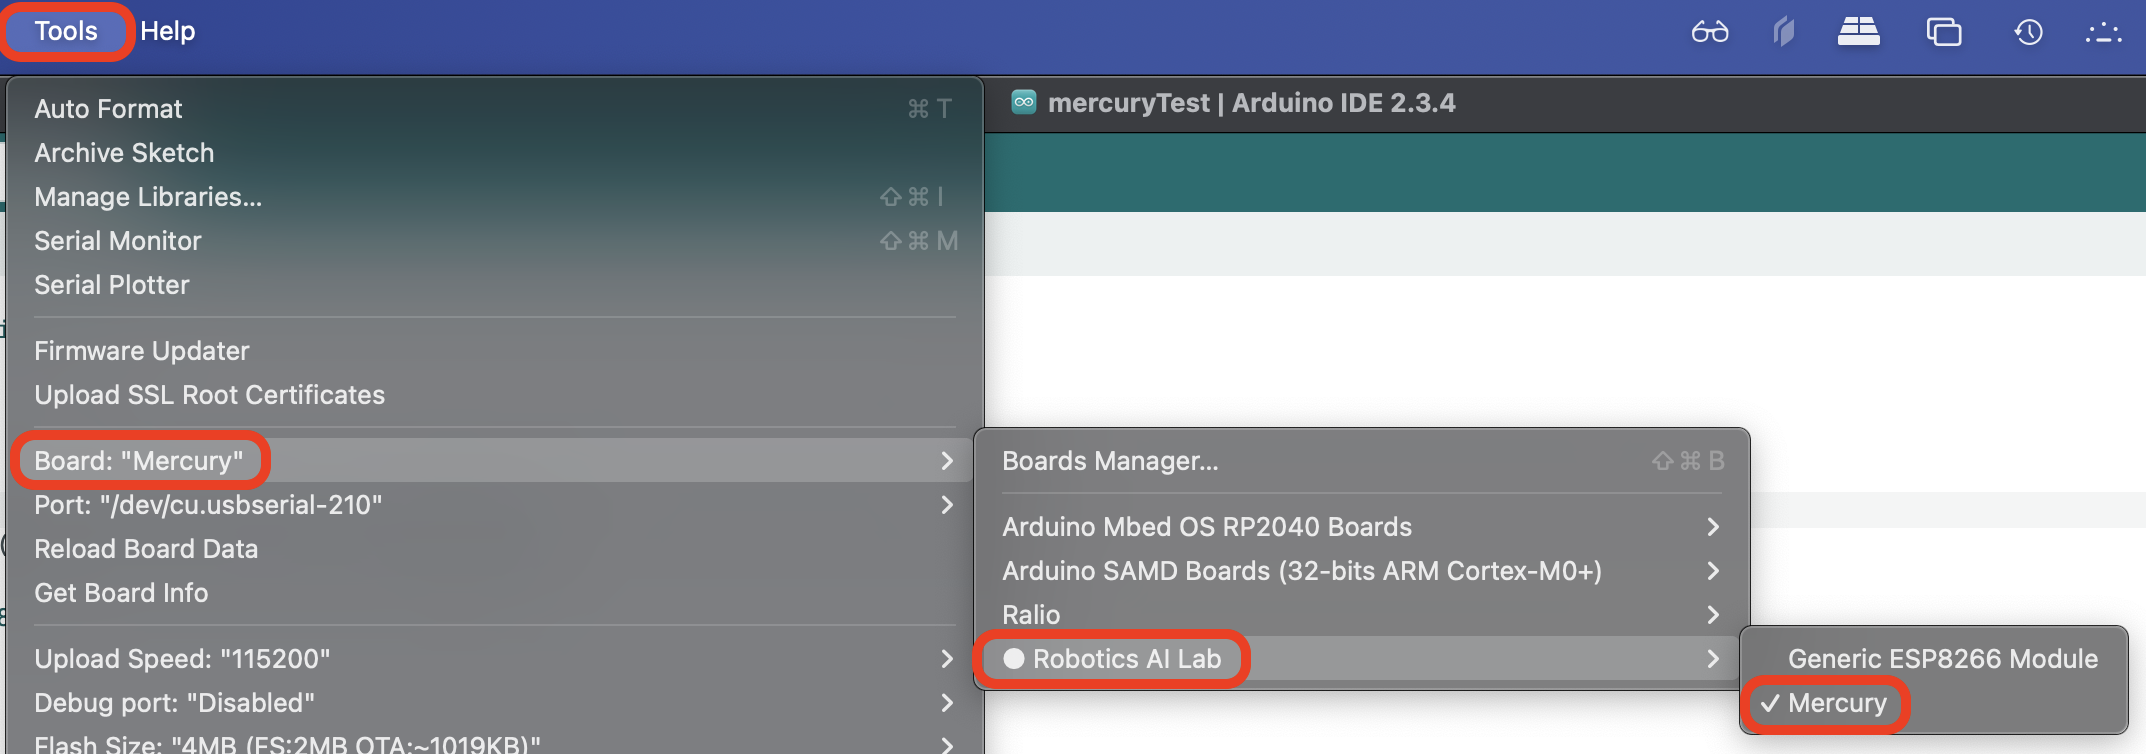 Tools Help
mercuryTest | Arduino IDE 2.3.4
Auto Format ⌘ T
Archive Sketch
Manage Libraries... ⇧ ⌘ I
Serial Monitor ⇧ ⌘ M
Serial Plotter
Firmware Updater
Upload SSL Root Certificates
Board: "Mercury"
Port: "/dev/cu.usbserial-210"
Reload Board Data
Get Board Info
Upload Speed: "115200"
Debug port: "Disabled"
Flash Size: "4MB (FS:2MB OTA:~1019KB)"
Boards Manager... ⇧ ⌘ B
Arduino Mbed OS RP2040 Boards
Arduino SAMD Boards (32-bits ARM Cortex-M0+)
Ralio
Robotics AI Lab
Generic ESP8266 Module
✓ Mercury